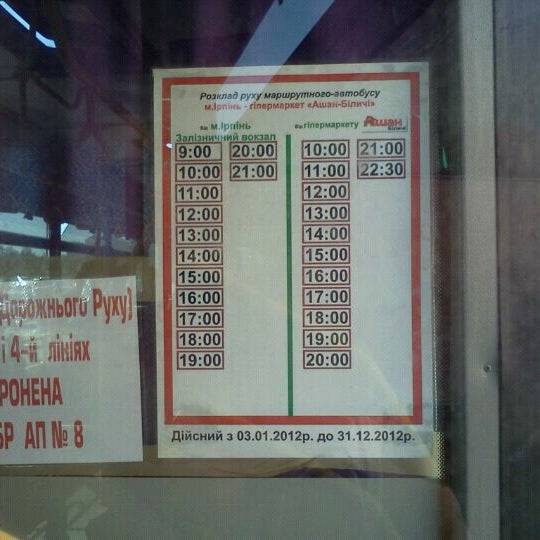 Розклад руху маршрутного-автобусу
м.Ірпінь - гіпермаркет «Ашан-Біличі»
Від м.Ірпінь
Залізничний вокзал
Від гіпермаркету Ашан Біличі
9:00 20:00 10:00 21:00
10:00 21:00 11:00 22:30
11:00 12:00
12:00 13:00
13:00 14:00
14:00 15:00
15:00 16:00
16:00 17:00
17:00 18:00
18:00 19:00
19:00 20:00
Дійсний з 03.01.2012р. до 31.12.2012р.
Дорожнього Руху}
і 4-й лініях
РОНЕНА
БР АП № 8